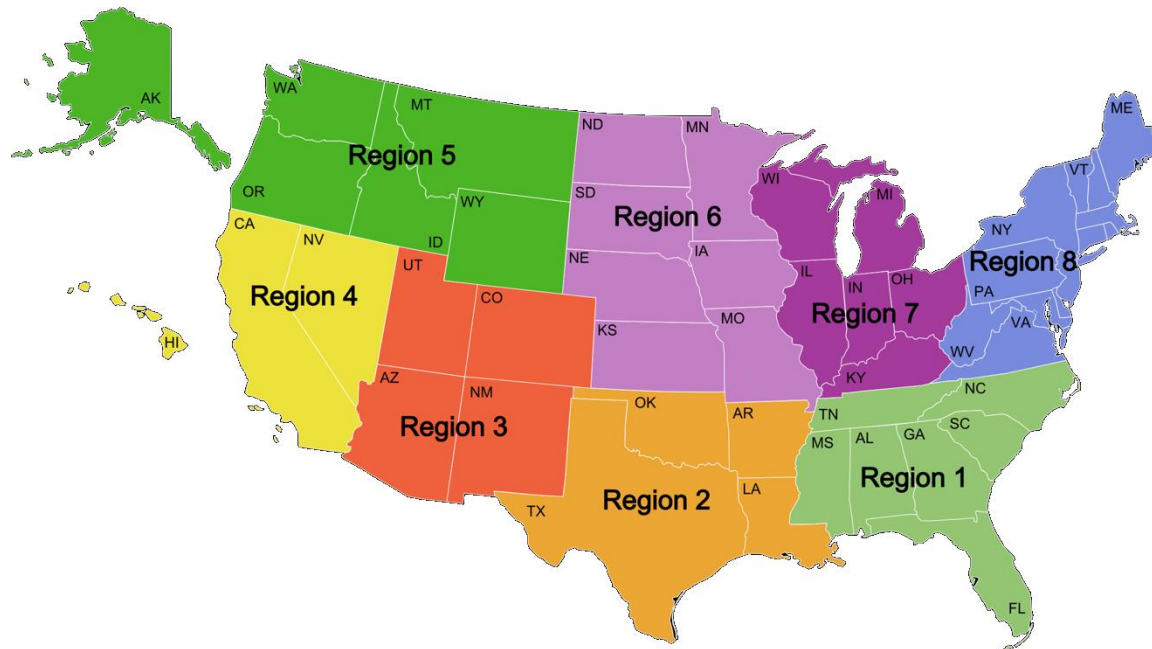 AK
WA
MT
Region 5
OR
WY
ID
CA
NV
Region 4
HI
UT
CO
AZ
NM
Region 3
ND
MN
SD
Region 6
NE
IA
KS
MO
OK
AR
Region 2
LA
TX
WI
MI
IL
IN
OH
Region 7
KY
ME
VT
NY
Region 8
PA
VA
WV
TN
NC
MS
AL
GA
SC
Region 1
FL